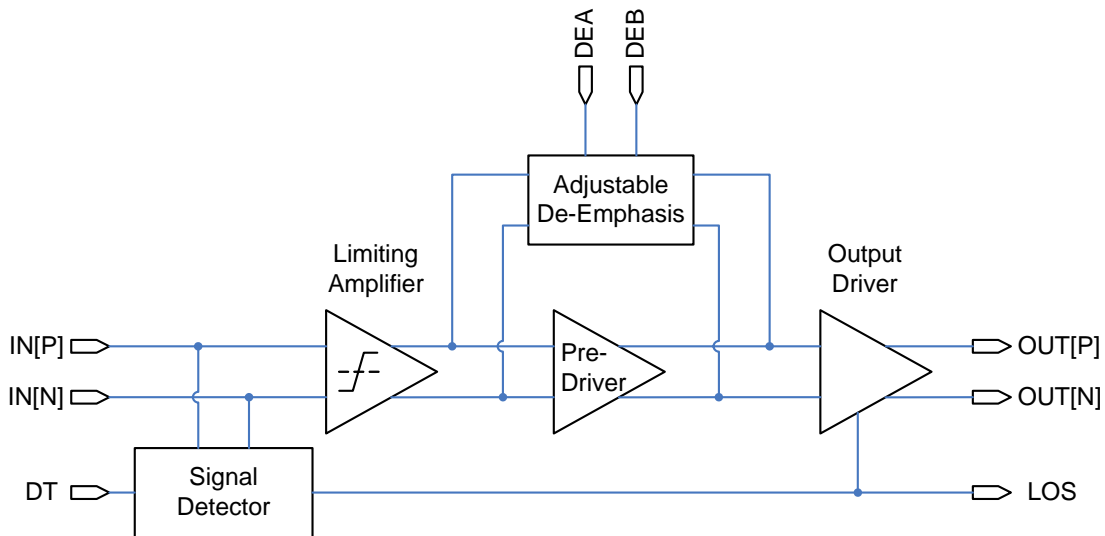 DEA
DEB
Adjustable
De-Emphasis
Limiting
Amplifier
Output
Driver
IN[P]
Pre-
Driver
OUT[P]
IN[N]
OUT[N]
DT
Signal
Detector
LOS